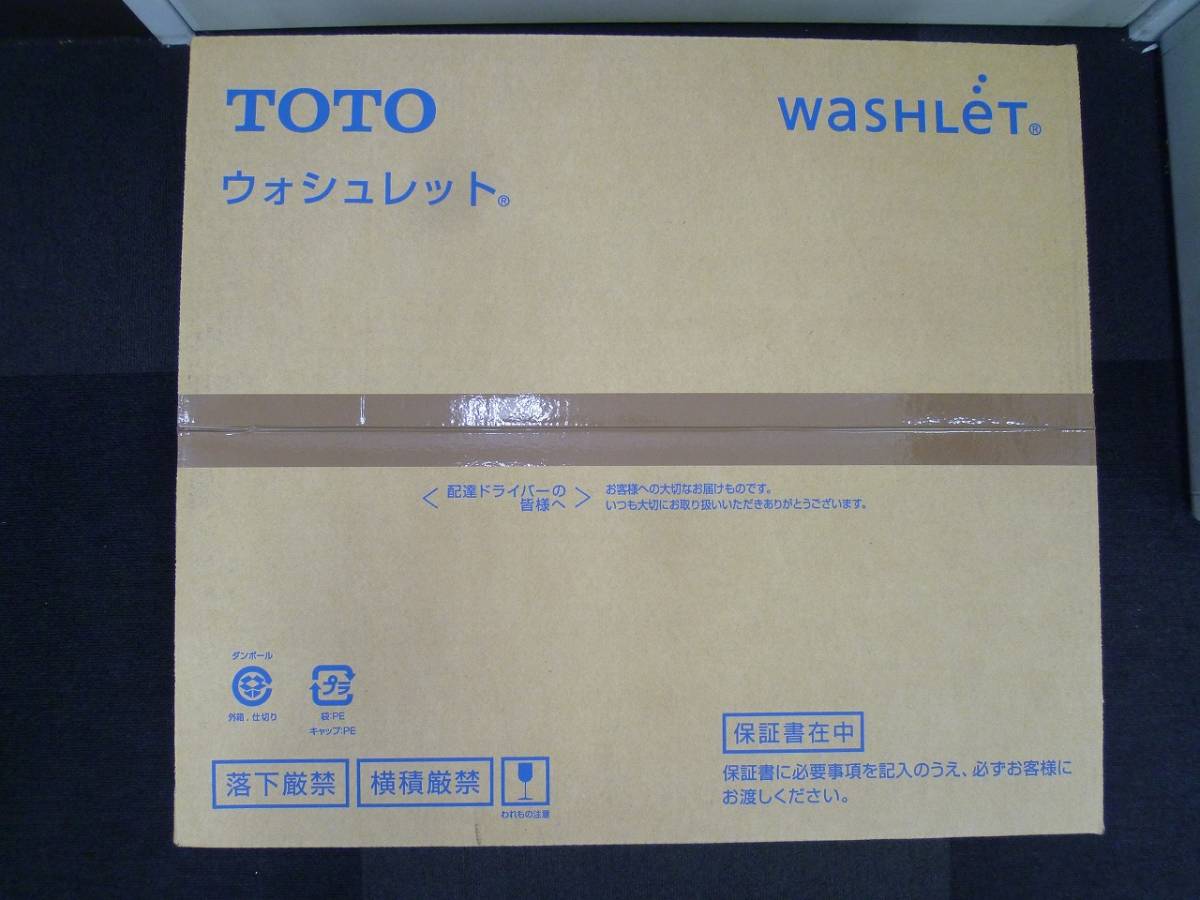 TOTO
WASHLET®
ウォシュレット®
<配達ドライバーの
皆様へ>
お客様への大切なお届けものです。
いつも大切にお取り扱いいただきありがとうございます。
ダンボール
外箱.仕切り
プラ
袋:PE
キャップ:PE
落下厳禁
横積厳禁
われもの注意
保証書在中
保証書に必要事項を記入のうえ、必ずお客様に
お渡しください。